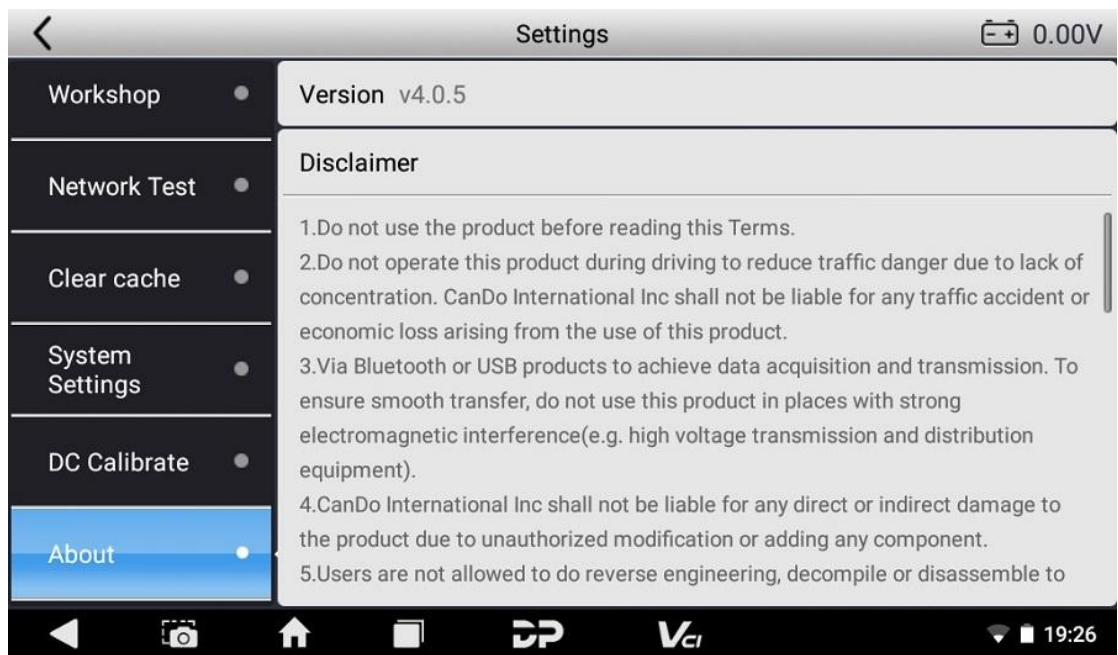 Settings
0.00V
Workshop
Network Test
Clear cache
System
Settings
DC Calibrate
About
Version v4.0.5
Disclaimer
1.Do not use the product before reading this Terms.
2.Do not operate this product during driving to reduce traffic danger due to lack of
concentration. CanDo International Inc shall not be liable for any traffic accident or
economic loss arising from the use of this product.
3.Via Bluetooth or USB products to achieve data acquisition and transmission. To
ensure smooth transfer, do not use this product in places with strong
electromagnetic interference(e.g. high voltage transmission and distribution
equipment).
4.CanDo International Inc shall not be liable for any direct or indirect damage to
the product due to unauthorized modification or adding any component.
5.Users are not allowed to do reverse engineering, decompile or disassemble to
DP
VCI
19:26